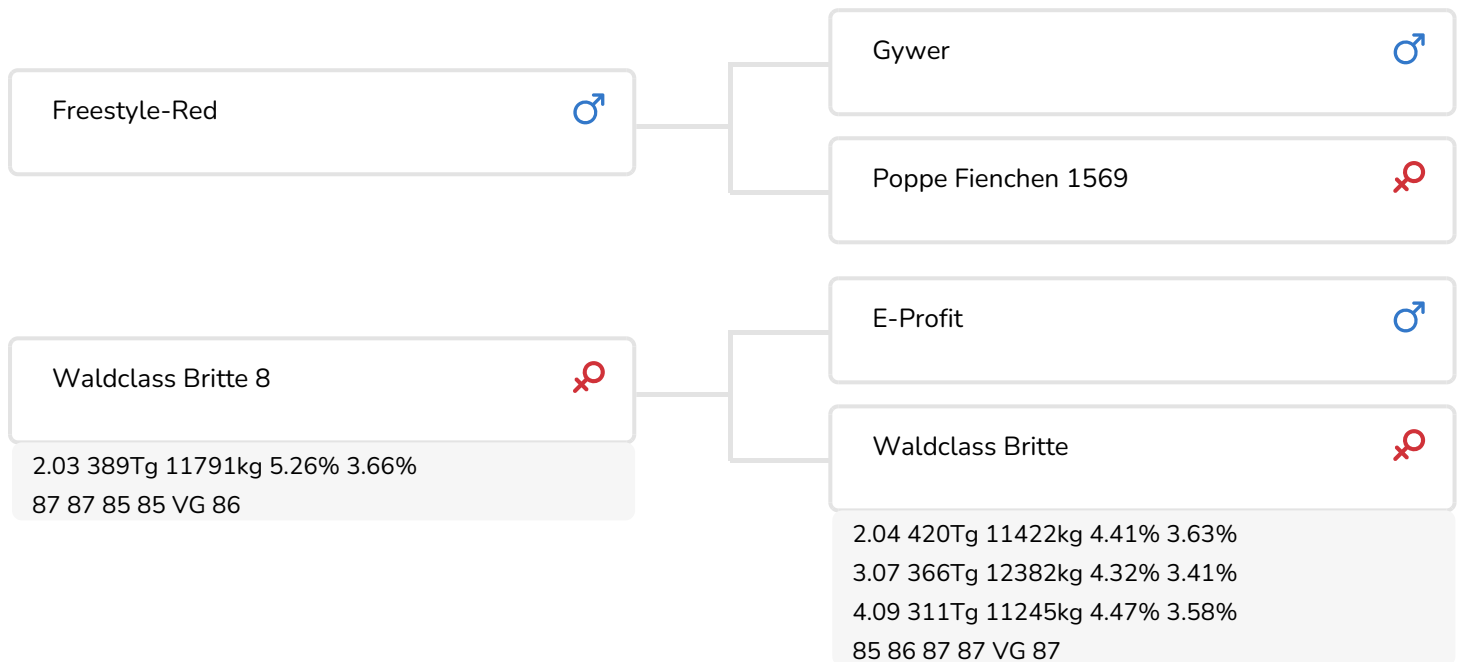 Freestyle-Red
Gywer
Poppe Fienchen 1569
Waldclass Britte 8
2.03 389Tg 11791kg 5.26% 3.66%
87 87 85 85 VG 86
E-Profit
Waldclass Britte
2.04 420Tg 11422kg 4.41% 3.63%
3.07 366Tg 12382kg 4.32% 3.41%
4.09 311Tg 11245kg 4.47% 3.58%
85 86 87 87 VG 87